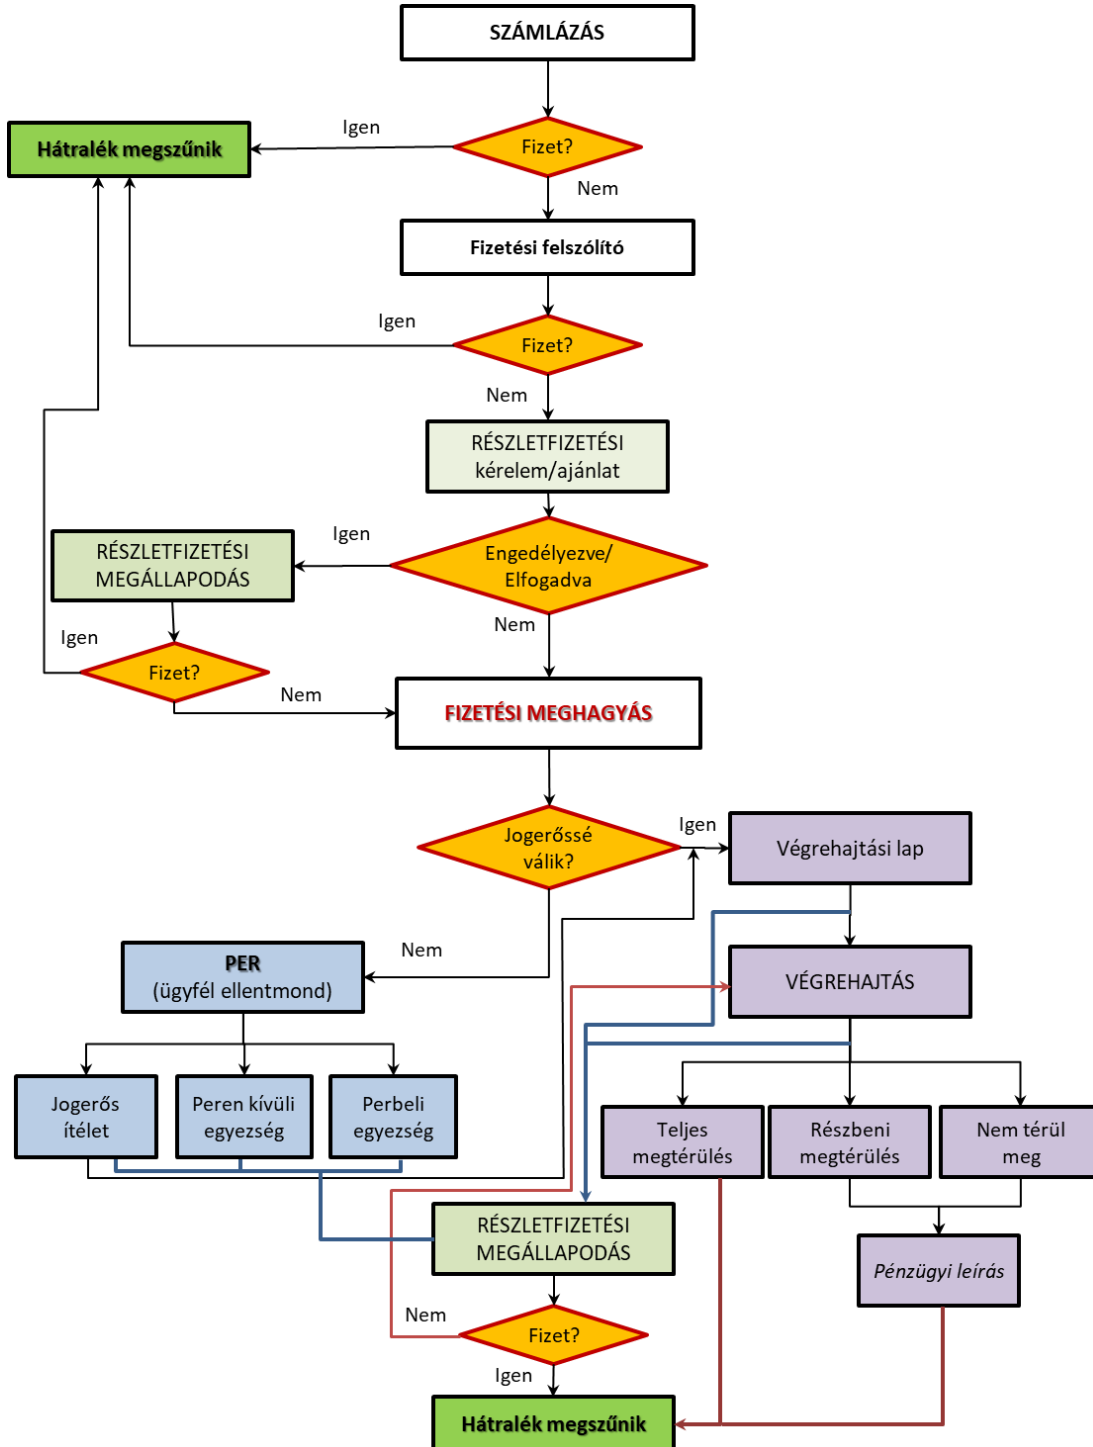 SZÁMLÁZÁS
Igen
Fizet?
Hátralék megszűnik
Nem
Fizetési felszólító
Igen
Fizet?
Nem
RÉSZLETFIZETÉSI
kérelem/ajánlat
Igen
RÉSZLETFIZETÉSI
MEGÁLLAPODÁS
Engedélyezve/
Elfogadva
Nem
Igen
Fizet?
Nem
FIZETÉSI MEGHAGYÁS
Igen
Jogerőssé
válik?
Végrehajtási lap
Nem
PER
(ügyfél ellentmond)
VÉGREHAJTÁS
Jogerős
ítélet
Peren kívüli
egyezség
Perbeli
egyezség
Teljes
megtérülés
Részbeni
megtérülés
Nem térül
meg
RÉSZLETFIZETÉSI
MEGÁLLAPODÁS
Pénzügyi leírás
Nem
Fizet?
Igen
Hátralék megszűnik